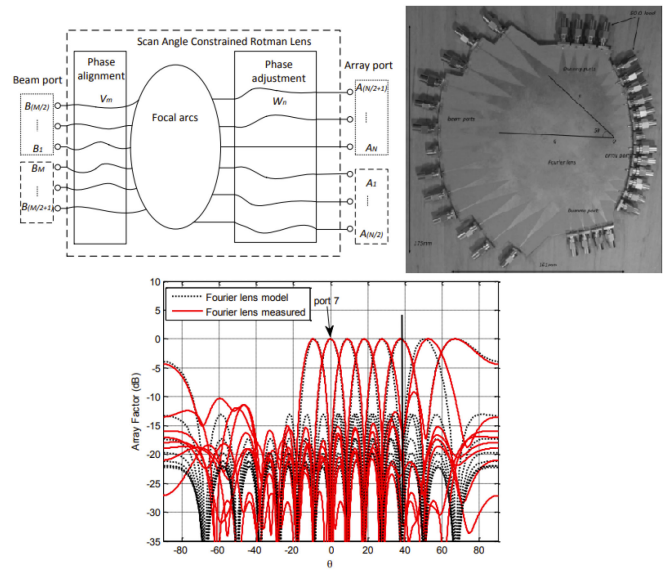 Scan Angle Constrained Rotman Lens
Phase alignment
Phase adjustment
Beam port
Array port
Vm
Wn
Focal arcs
B(M/2)
B1
BM
B(M/2+1)
A(N/2+1)
AN
A1
A(N/2)
beam ports
Fourier lens
10
5
0
-5
-10
-15
-20
-25
-30
-35
Array Factor (dB)
Fourier lens model
Fourier lens measured
port 7
-80 -60 -40 -20 0 20 40 60 80
θ